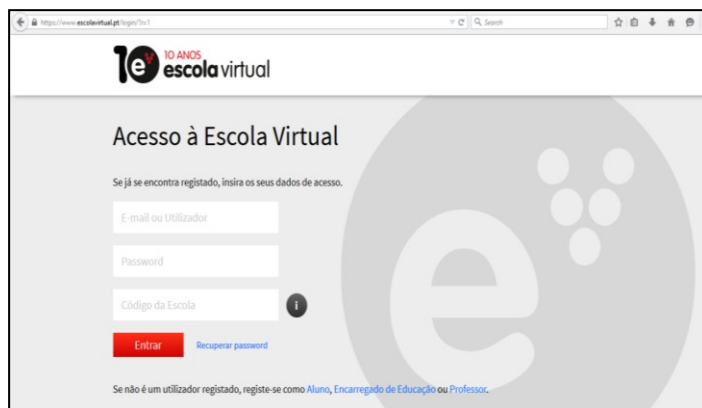 https://www.escolavirtual.pt/login/?n=1
Search
10 ANOS
escola virtual
Acesso à Escola Virtual
Se já se encontra registado, insira os seus dados de acesso.
E-mail ou Utilizador
Password
Código da Escola
i
Entrar Recuperar password
Se não é um utilizador registado, registe-se como Aluno, Encarregado de Educação ou Professor.